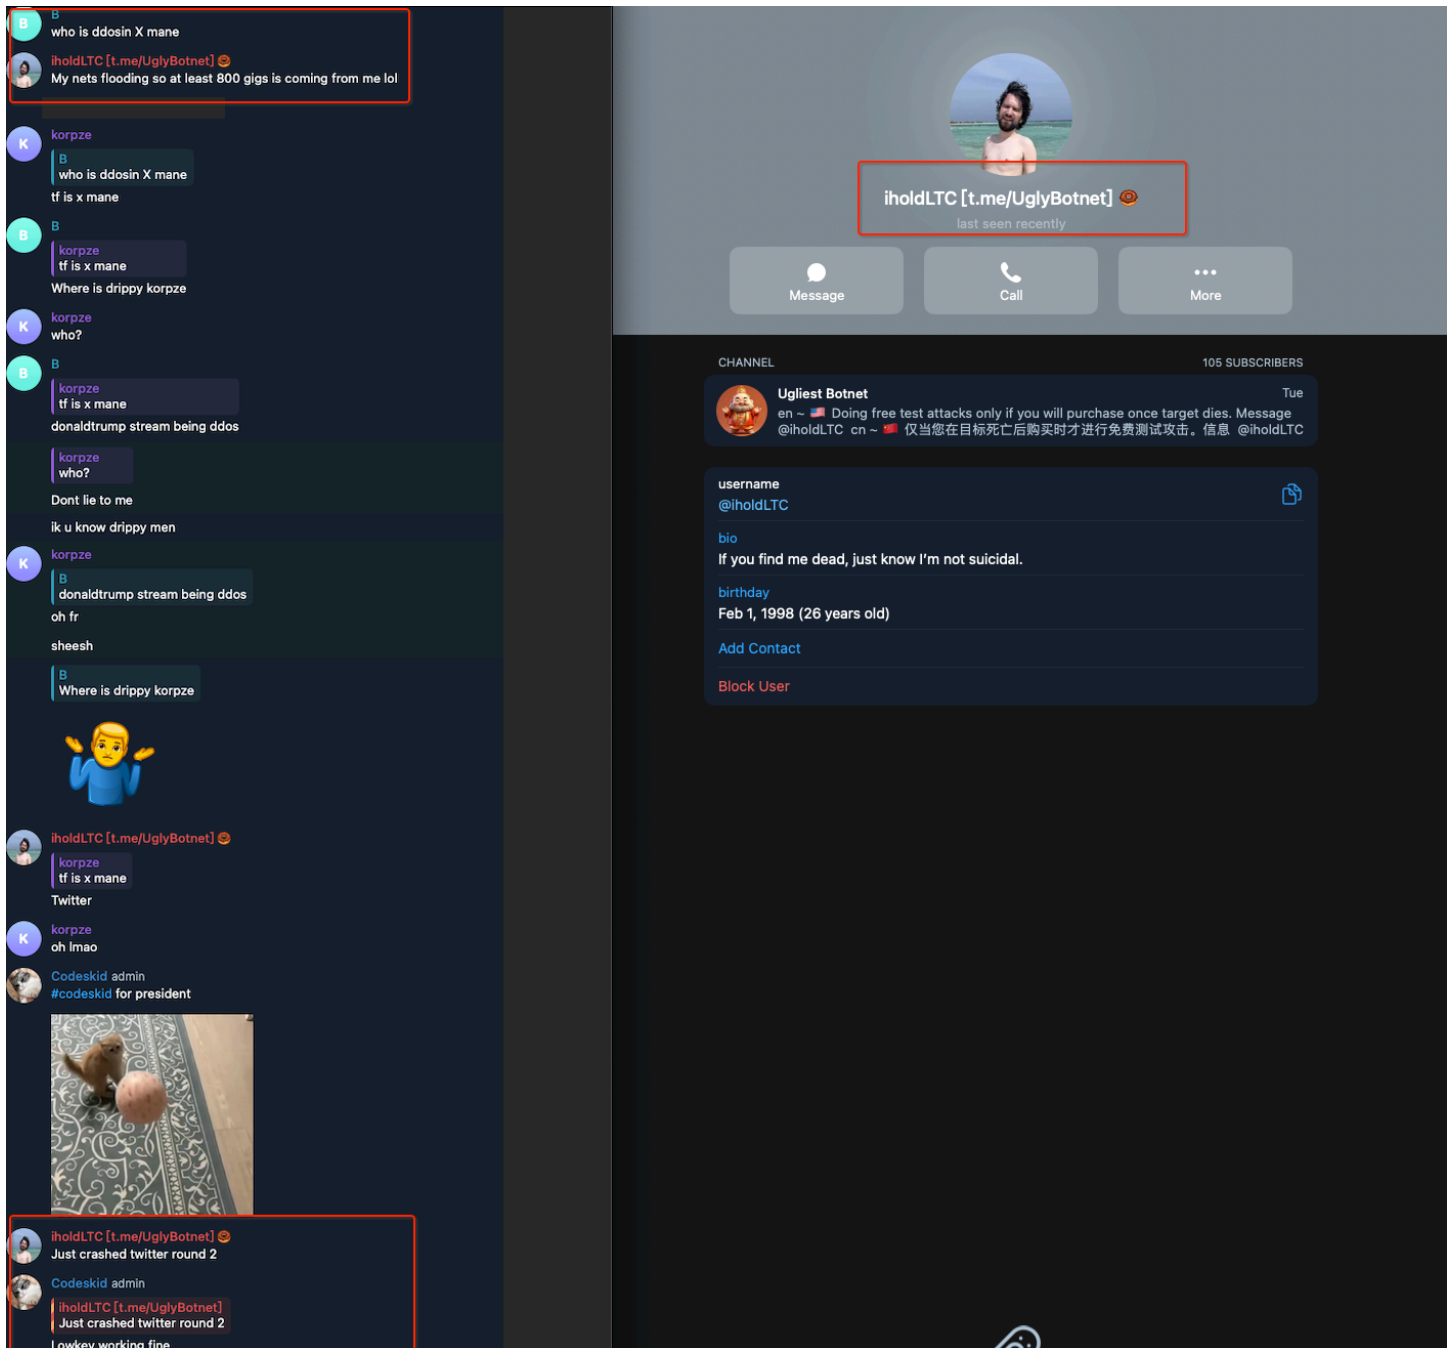 B
who is ddosin X mane
iholdLTC [t.me/UglyBotnet]
My nets flooding so at least 800 gigs is coming from me lol
K
korpze
B
who is ddosin X mane
tf is x mane
B
B
korpze
tf is x mane
Where is drippy korpze
K
korpze
who?
B
B
korpze
tf is x mane
donaldtrump stream being ddos
korpze
who?
Dont lie to me
ik u know drippy men
K
korpze
B
donaldtrump stream being ddos
oh fr
sheesh
B
Where is drippy korpze
iholdLTC [t.me/UglyBotnet]
korpze
tf is x mane
Twitter
K
korpze
oh lmao
Codeskid admin
#codeskid for president
iholdLTC [t.me/UglyBotnet]
Just crashed twitter round 2
Codeskid admin
iholdLTC [t.me/UglyBotnet]
Just crashed twitter round 2
Lowkey working fine
iholdLTC [t.me/UglyBotnet]
last seen recently
Message
Call
More
CHANNEL
105 SUBSCRIBERS
Ugliest Botnet
Tue
en ~ 🇺🇸 Doing free test attacks only if you will purchase once target dies. Message
@iholdLTC cn ~ 🇨🇳 仅当您在目标死亡后购买时才进行免费测试攻击。信息 @iholdLTC
username
@iholdLTC
bio
If you find me dead, just know I'm not suicidal.
birthday
Feb 1, 1998 (26 years old)
Add Contact
Block User